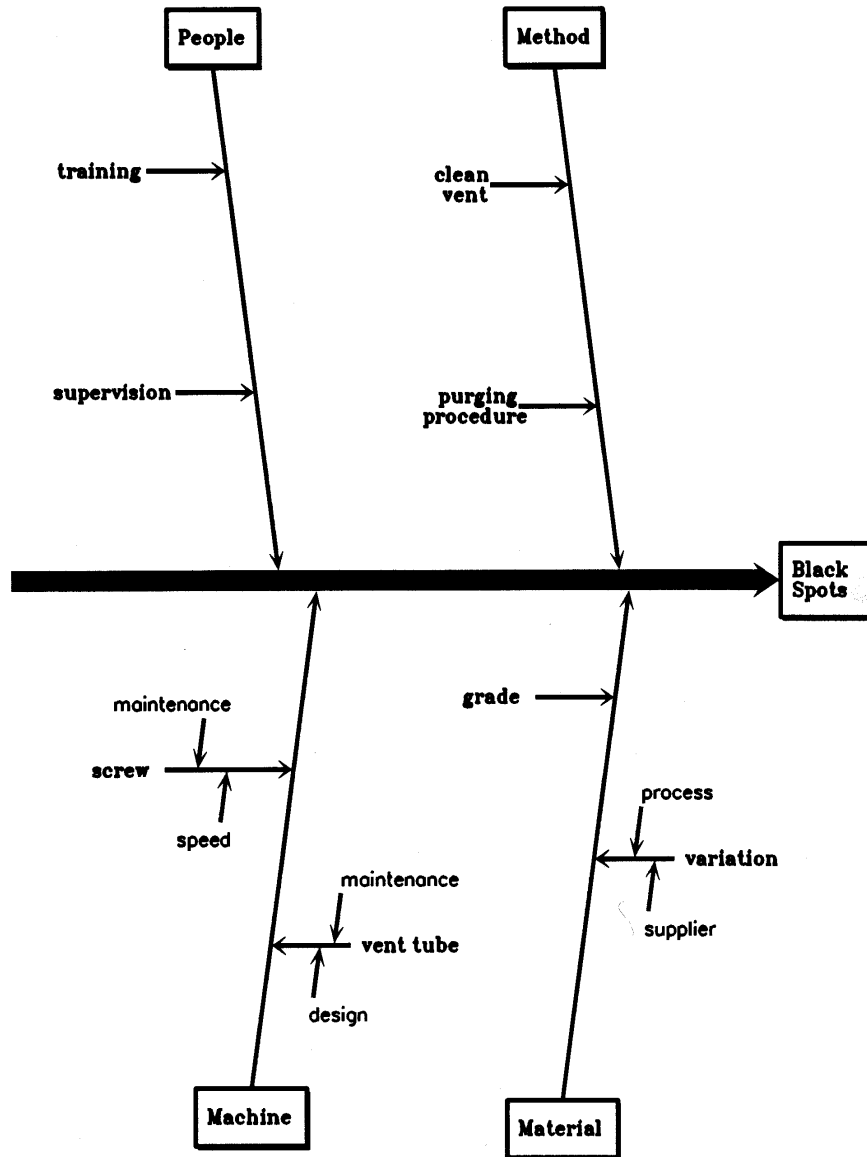 People
Method
training
clean
vent
supervision
purging
procedure
Black
Spots
maintenance
grade
screw
process
speed
variation
maintenance
supplier
vent tube
design
Machine
Material